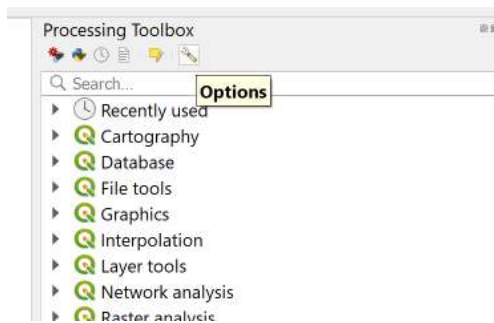 Processing Toolbox
Search...
Options
Recently used
Cartography
Database
File tools
Graphics
Interpolation
Layer tools
Network analysis
Raster analysis